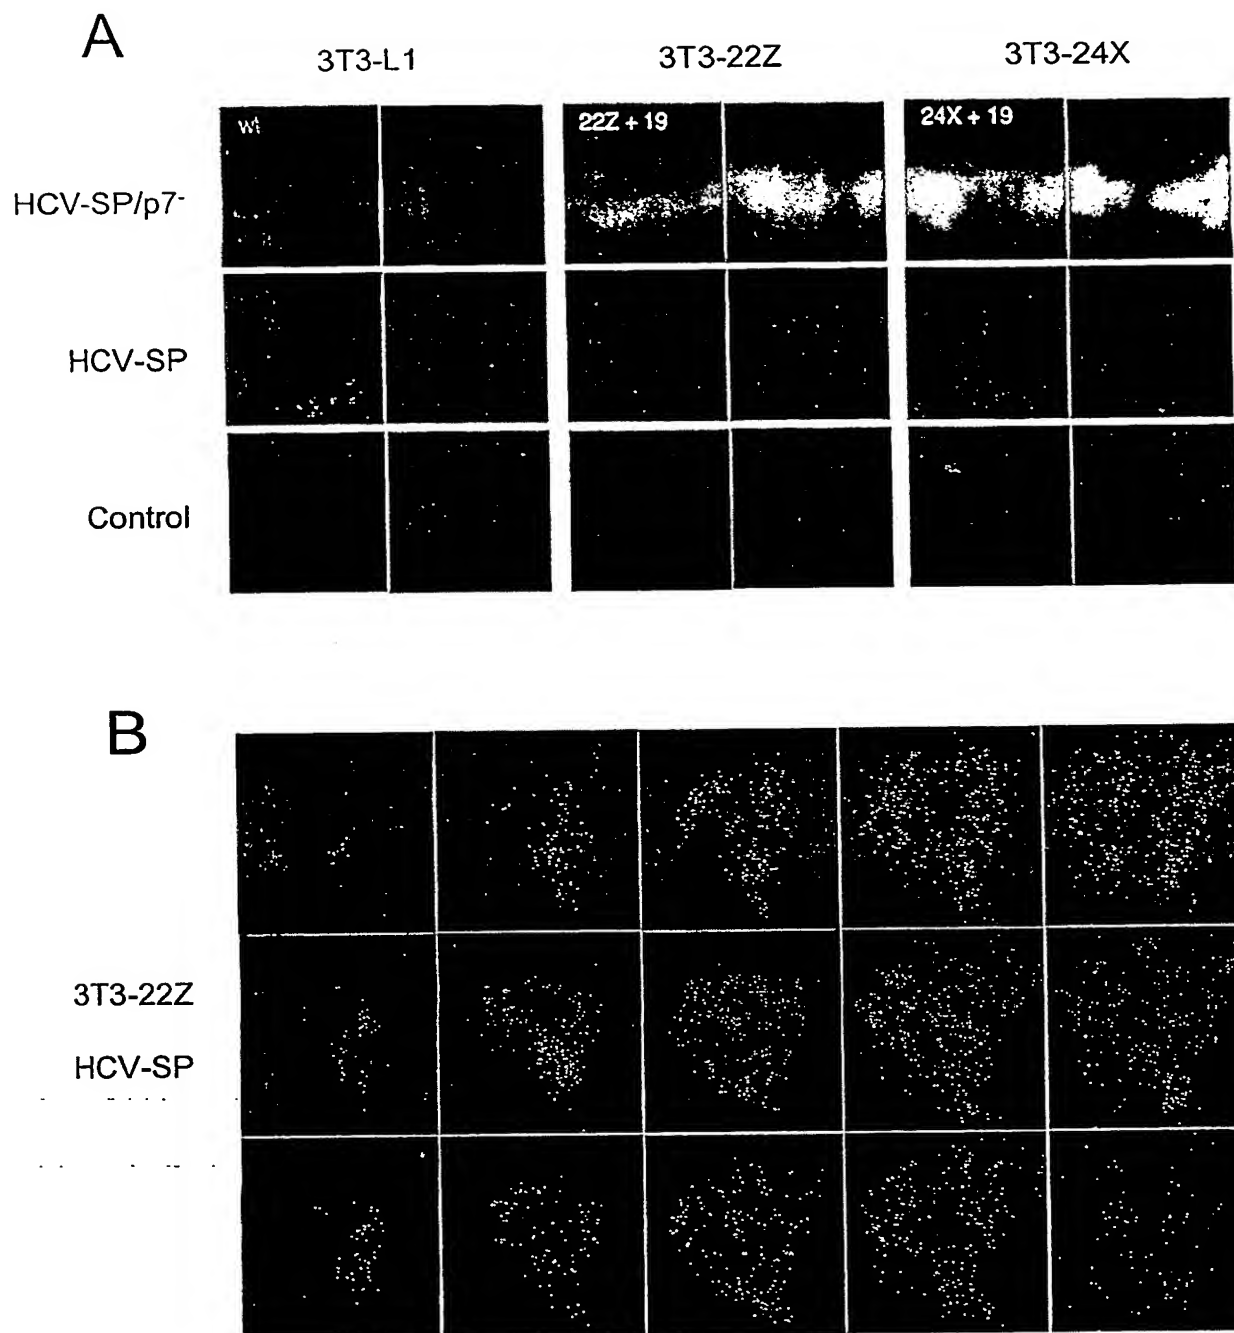 A
3T3-L1 3T3-22Z 3T3-24X
wt 22Z + 19 24X + 19
HCV-SP/p7-
HCV-SP
Control
B
3T3-22Z
HCV-SP